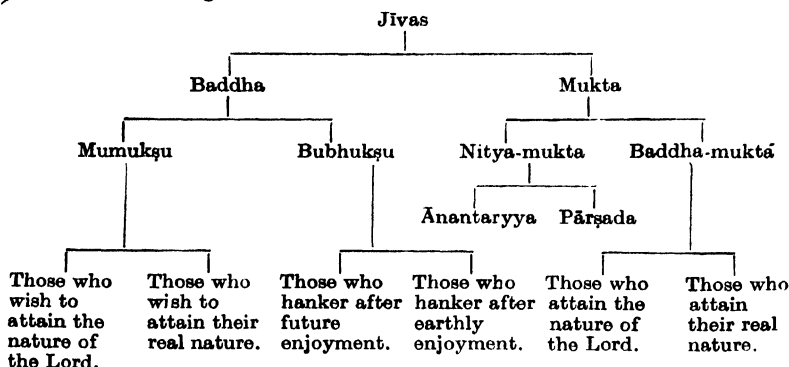 Jīvas
Baddha Mukta
Mumukṣu Bubhukṣu Nitya-mukta Baddha-mukta
Ānantaryya Pārṣada
Those who
wish to
attain the
nature of
the Lord.
Those who
wish to
attain their
real nature.
Those who
hanker after
future
enjoyment.
Those who
hanker after
earthly
enjoyment.
Those who
attain the
nature of
the Lord.
Those who
attain
their real
nature.